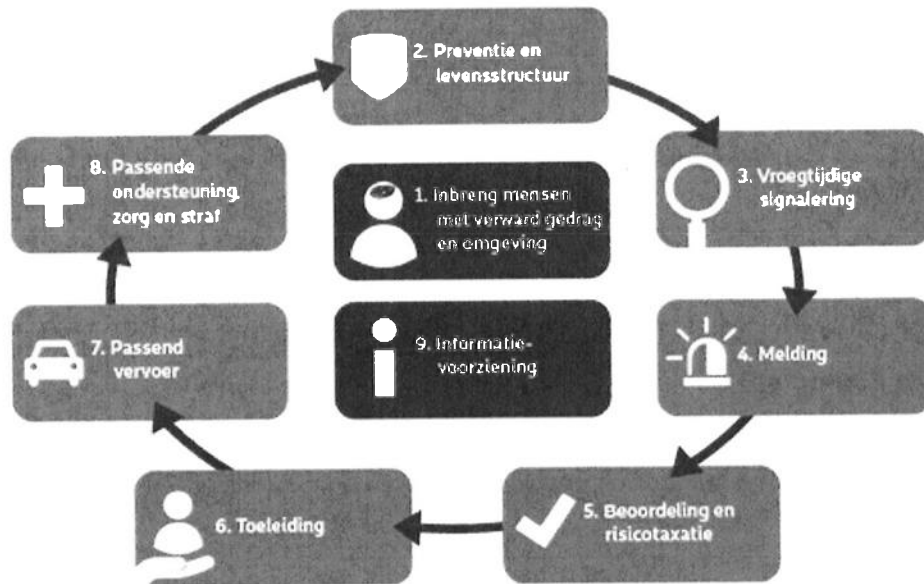 2. Preventie en
levensstructuur
8. Passende
ondersteuning,
zorg en straf
1. Inbreng mensen
met verward gedrag
en omgeving
3. Vroegtijdige
signalering
7. Passend
vervoer
9. Informatie-
voorziening
4. Melding
6. Toeleiding
5. Beoordeling en
risicotaxatie